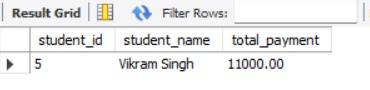 Result Grid Filter Rows:
student_id student_name total_payment
5 Vikram Singh 11000.00